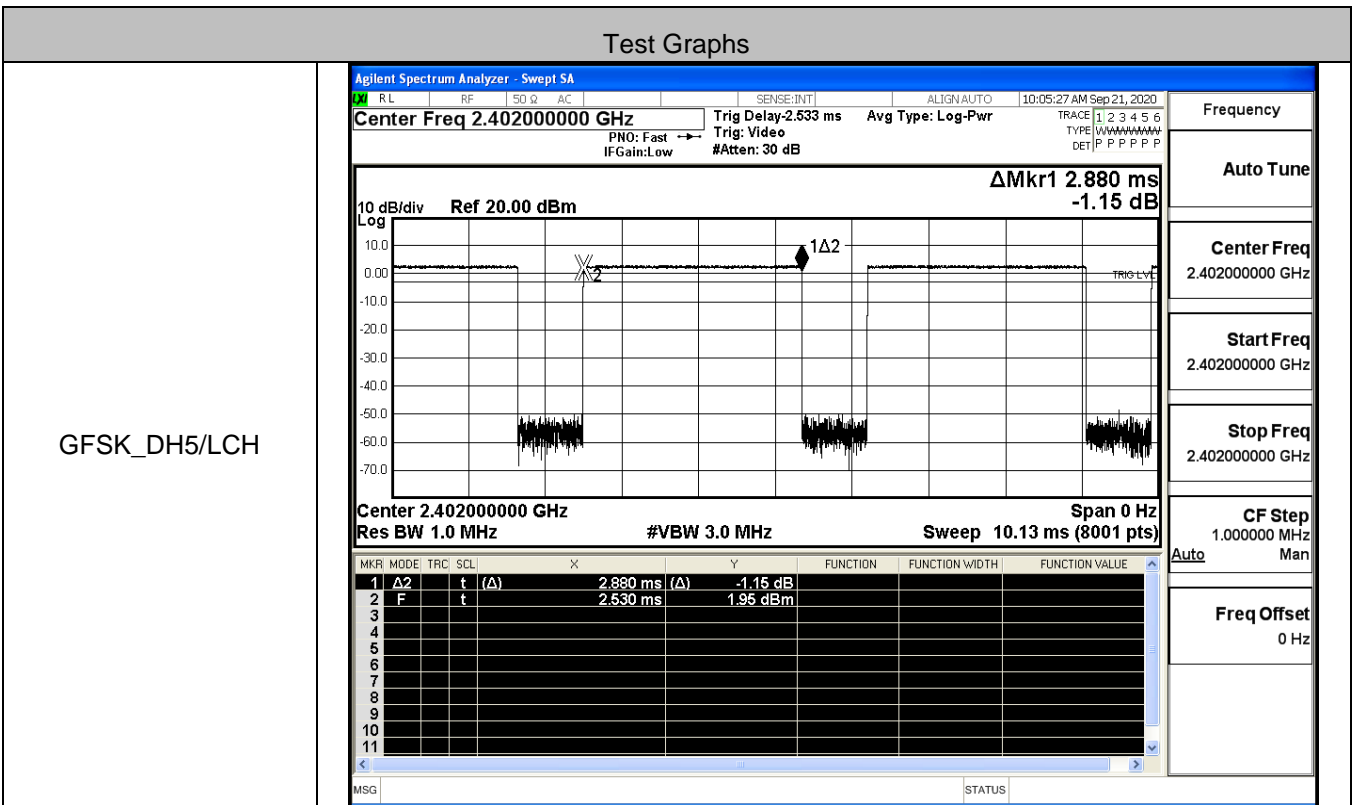 Test Graphs
GFSK_DH5/LCH
Agilent Spectrum Analyzer - Swept SA
LXI RL RF 50 Ω AC SENSE:INT ALIGN AUTO 10:05:27 AM Sep 21, 2020
Center Freq 2.402000000 GHz Trig Delay-2.533 ms Avg Type: Log-Pwr TRACE 1 2 3 4 5 6
PNO: Fast Trig: Video TYPE WWWWWW
IFGain:Low #Atten: 30 dB DET P P P P P P
ΔMkr1 2.880 ms
-1.15 dB
10 dB/div Ref 20.00 dBm
Log
10.0
0.00
-10.0
-20.0
-30.0
-40.0
-50.0
-60.0
-70.0
1Δ2
2
TRIG LVL
Center 2.402000000 GHz Span 0 Hz
Res BW 1.0 MHz #VBW 3.0 MHz Sweep 10.13 ms (8001 pts)
MKR MODE TRC SCL X Y FUNCTION FUNCTION WIDTH FUNCTION VALUE
1 Δ2 t (Δ) 2.880 ms (Δ) -1.15 dB
2 F t 2.530 ms 1.95 dBm
3
4
5
6
7
8
9
10
11
MSG STATUS
Frequency
Auto Tune
Center Freq
2.402000000 GHz
Start Freq
2.402000000 GHz
Stop Freq
2.402000000 GHz
CF Step
1.000000 MHz
Auto Man
Freq Offset
0 Hz